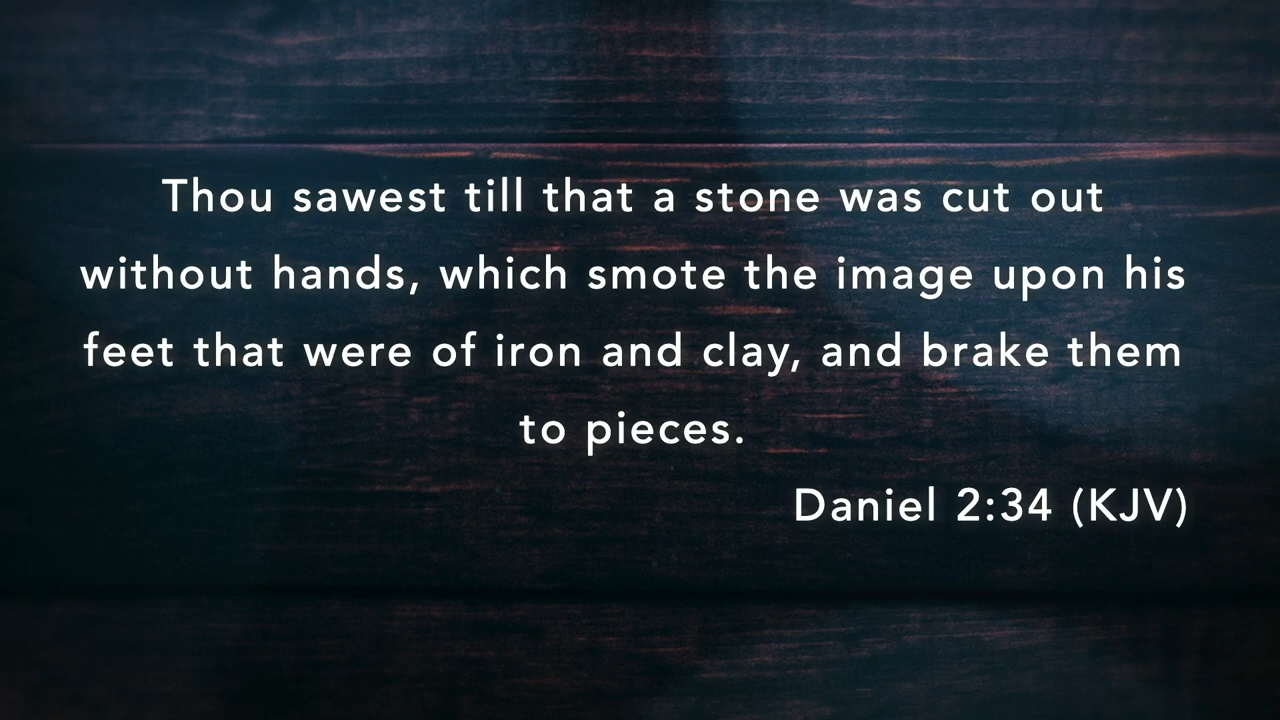 Thou sawest till that a stone was cut out
without hands, which smote the image upon his
feet that were of iron and clay, and brake them
to pieces.
Daniel 2:34 (KJV)